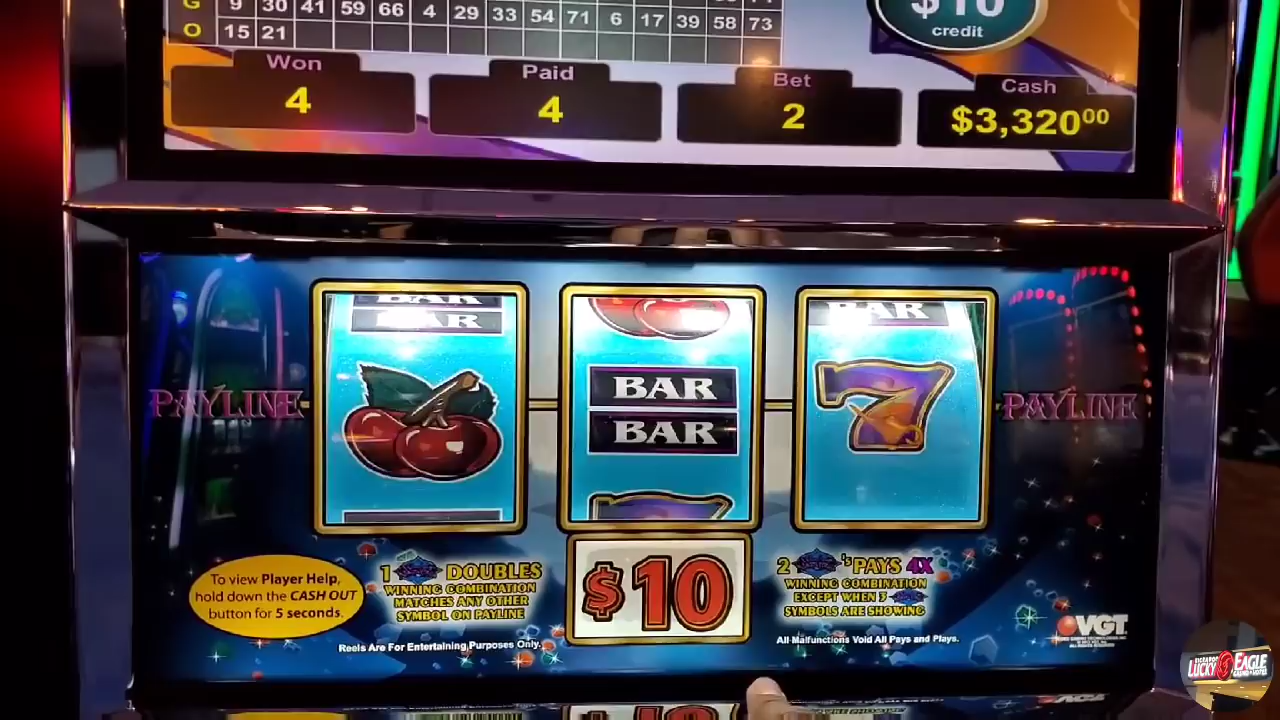 $10
credit
G 9 30 41 59 66 4 29 33 54 71 6 17 39 58 73
O 15 21
Won
Paid
Bet
Cash
4
4
2
$3,320⁰⁰
BAR
BAR
BAR
BAR
BAR
PAYLINE
PAYLINE
BAR
To view Player Help,
hold down the CASH OUT
button for 5 seconds.
1 DOUBLES
WINNING COMBINATION
MATCHES ANY OTHER
SYMBOL ON PAYLINE
$10
2 'S PAYS 4X
WINNING COMBINATION
EXCEPT WHEN 3
SYMBOLS ARE SHOWING
Reels Are For Entertaining Purposes Only.
All Malfunctions Void All Pays and Plays.
VGT
LUCKY EAGLE